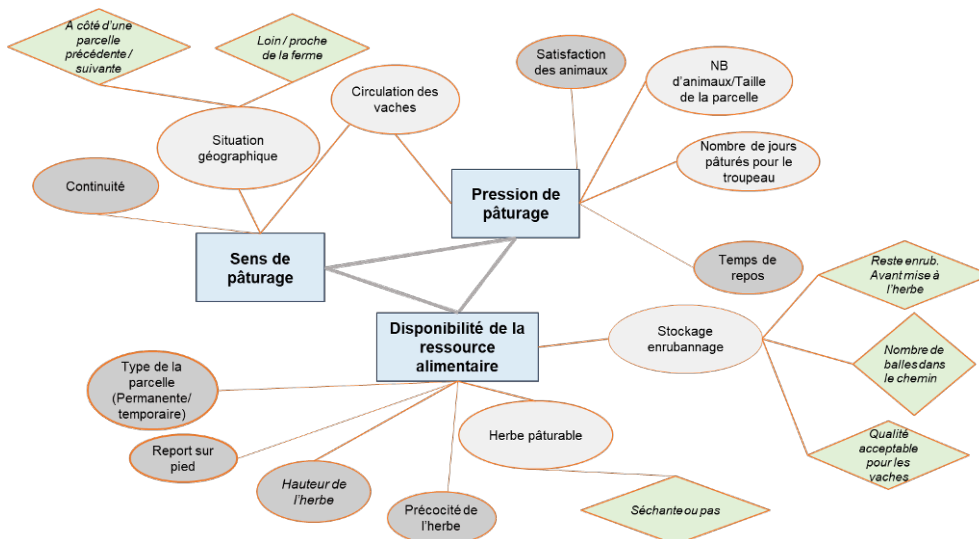 A côté d'une
parcelle
précédente /
suivante
Loin / proche
de la ferme
Satisfaction
des animaux
NB
d'animaux/Taille
de la parcelle
Circulation des
vaches
Situation
géographique
Nombre de jours
pâturés pour le
troupeau
Continuité
Pression de
pâturage
Sens de
pâturage
Temps de
repos
Reste enrub.
Avant mise à
l'herbe
Disponibilité de la
ressource
alimentaire
Stockage
enrubannage
Nombre de
balles dans
le chemin
Type de la
parcelle
(Permanente/
temporaire)
Report sur
pied
Herbe pâturable
Qualité
acceptable
pour les
vaches
Hauteur de
l'herbe
Précocité de
l'herbe
Séchante ou pas